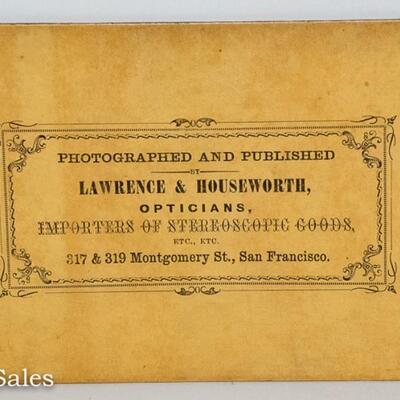 PHOTOGRAPHED AND PUBLISHED
BY
LAWRENCE & HOUSEWORTH,
OPTICIANS,
IMPORTERS OF STEREOSCOPIC GOODS,
ETC., ETC.
317 & 319 Montgomery St., San Francisco.
Sales